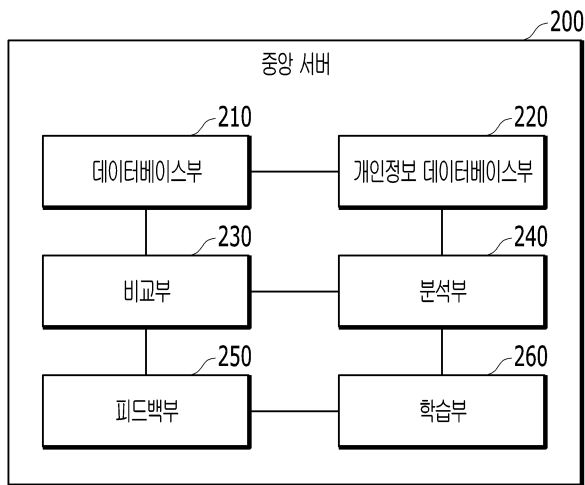 200
중앙 서버
210
220
데이터베이스부
개인정보 데이터베이스부
230
240
비교부
분석부
250
260
피드백부
학습부